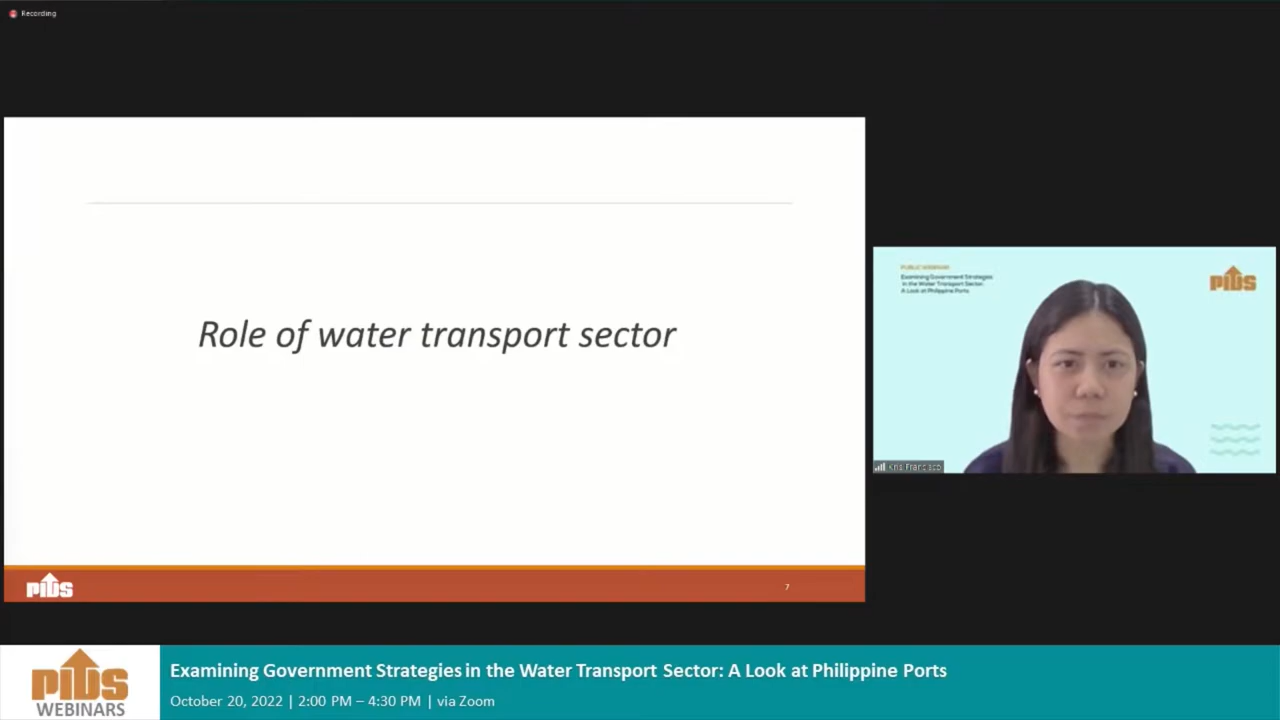 Recording
Role of water transport sector
PIDS
7
PUBLIC WEBINAR
Examining Government Strategies
in the Water Transport Sector:
A Look at Philippine Ports
PIDS
Kris Francisco
PIDS
WEBINARS
Examining Government Strategies in the Water Transport Sector: A Look at Philippine Ports
October 20, 2022 | 2:00 PM – 4:30 PM | via Zoom